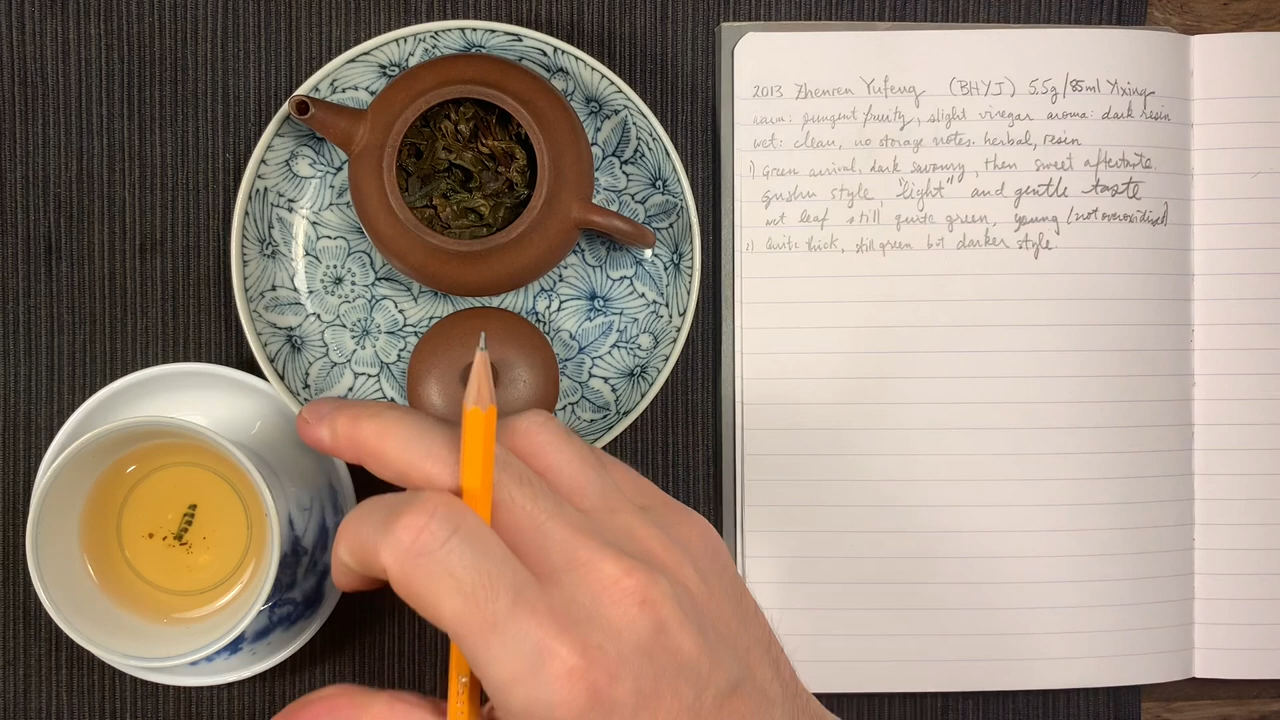 2013 Zhenren Yufeng (BHYJ) 5.5g/85ml Yixing
warm: pungent fruity, slight vinegar aroma: dark resin
wet: clean, no storage notes. herbal, resin
1) Green arrival, dark savoury, then sweet aftertaste.
gushu style, "light" and gentle taste
wet leaf still quite green, young (not overoxidised)
2) Quite thick, still green but darker style.